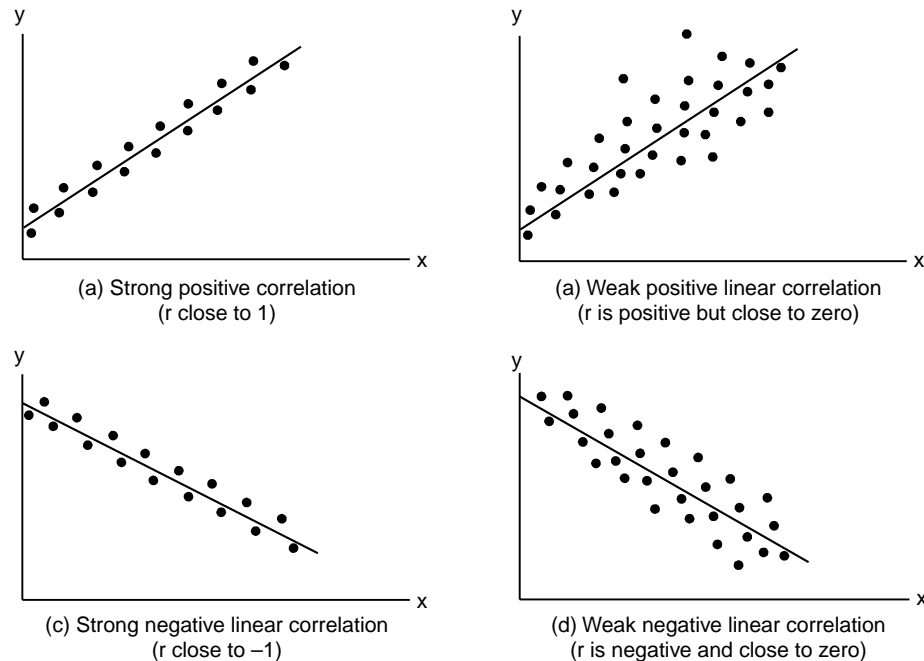 y
x
(a) Strong positive correlation
(r close to 1)
y
x
(a) Weak positive linear correlation
(r is positive but close to zero)
y
x
(c) Strong negative linear correlation
(r close to –1)
y
x
(d) Weak negative linear correlation
(r is negative and close to zero)